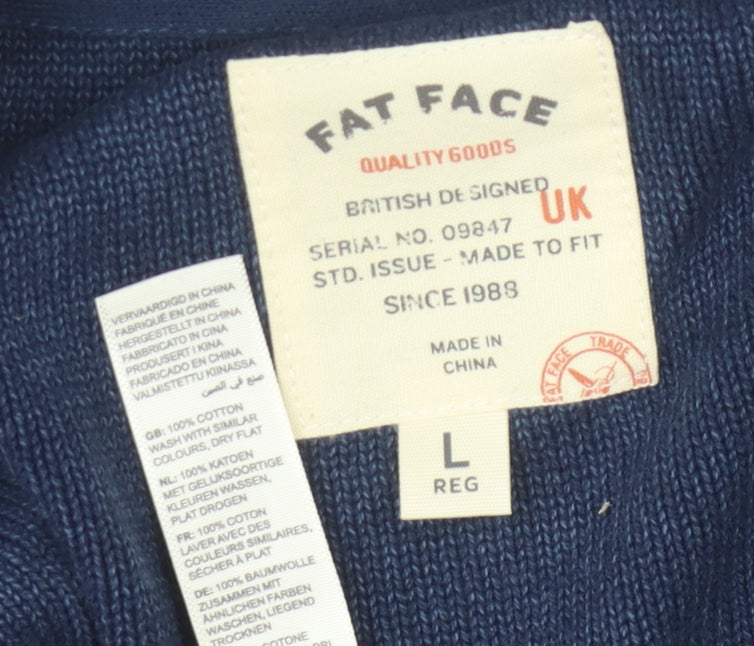 FAT FACE
QUALITY GOODS
BRITISH DESIGNED
UK
SERIAL NO. 09847
STD. ISSUE - MADE TO FIT
SINCE 1988
MADE IN
CHINA
FAT FACE TRADE
L
REG
VERVAARDIGD IN CHINA
FABRIQUÉ EN CHINE
HERGESTELLT IN CHINA
FABBRICATO IN CINA
PRODUSERT I KINA
FABRICADO EN CHINA
VALMISTETTU KIINASSA
صنع في الصين
GB: 100% COTTON
WASH WITH SIMILAR
COLOURS, DRY FLAT
NL: 100% KATOEN
MET GELIJKSOORTIGE
KLEUREN WASSEN,
PLAT DROGEN
FR: 100% COTON
LAVER AVEC DES
COULEURS SIMILAIRES,
SÉCHER À PLAT
DE: 100% BAUMWOLLE
ZUSAMMEN MIT
ÄHNLICHEN FARBEN
WASCHEN, LIEGEND
TROCKNEN